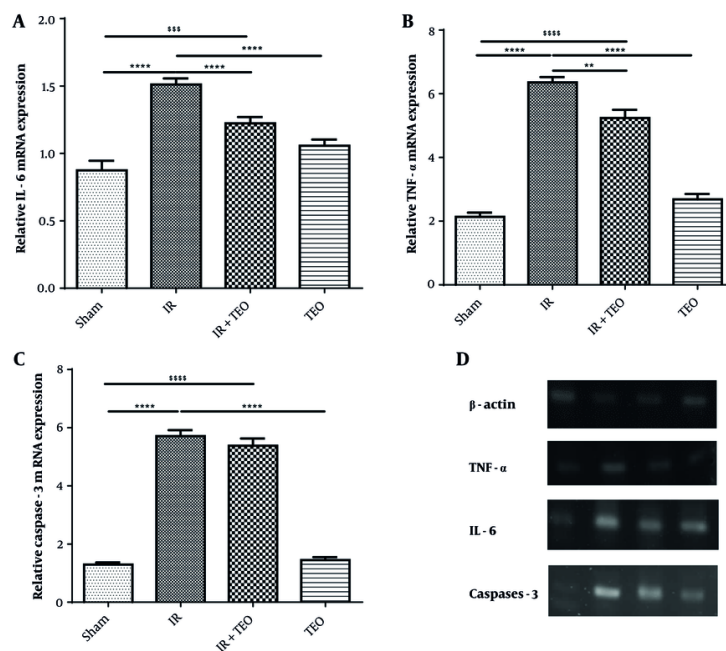 A
Relative IL - 6 mRNA expression
2.0
1.5
1.0
0.5
0.0
$$$
****
**** ****
Sham IR IR + TEO TEO
B
Relative TNF - α mRNA expression
8
6
4
2
0
$$$$
**** ****
**
Sham IR IR + TEO TEO
C
Relative caspase - 3 m RNA expression
8
6
4
2
0
$$$$
**** ****
Sham IR IR + TEO TEO
D
β - actin
TNF - α
IL - 6
Caspases - 3